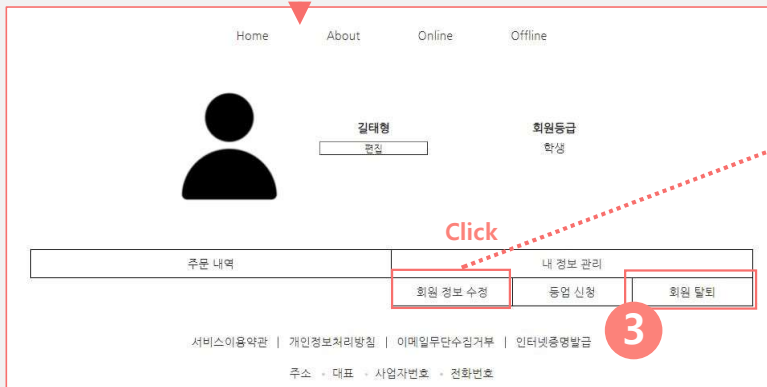 Home About Online Offline
길태형 회원등급
편집 학생
Click
주문 내역 내 정보 관리
회원 정보 수정 등업 신청 회원 탈퇴
3
서비스이용약관 | 개인정보처리방침 | 이메일무단수집거부 | 인터넷증명발급
주소 · 대표 · 사업자번호 · 전화번호